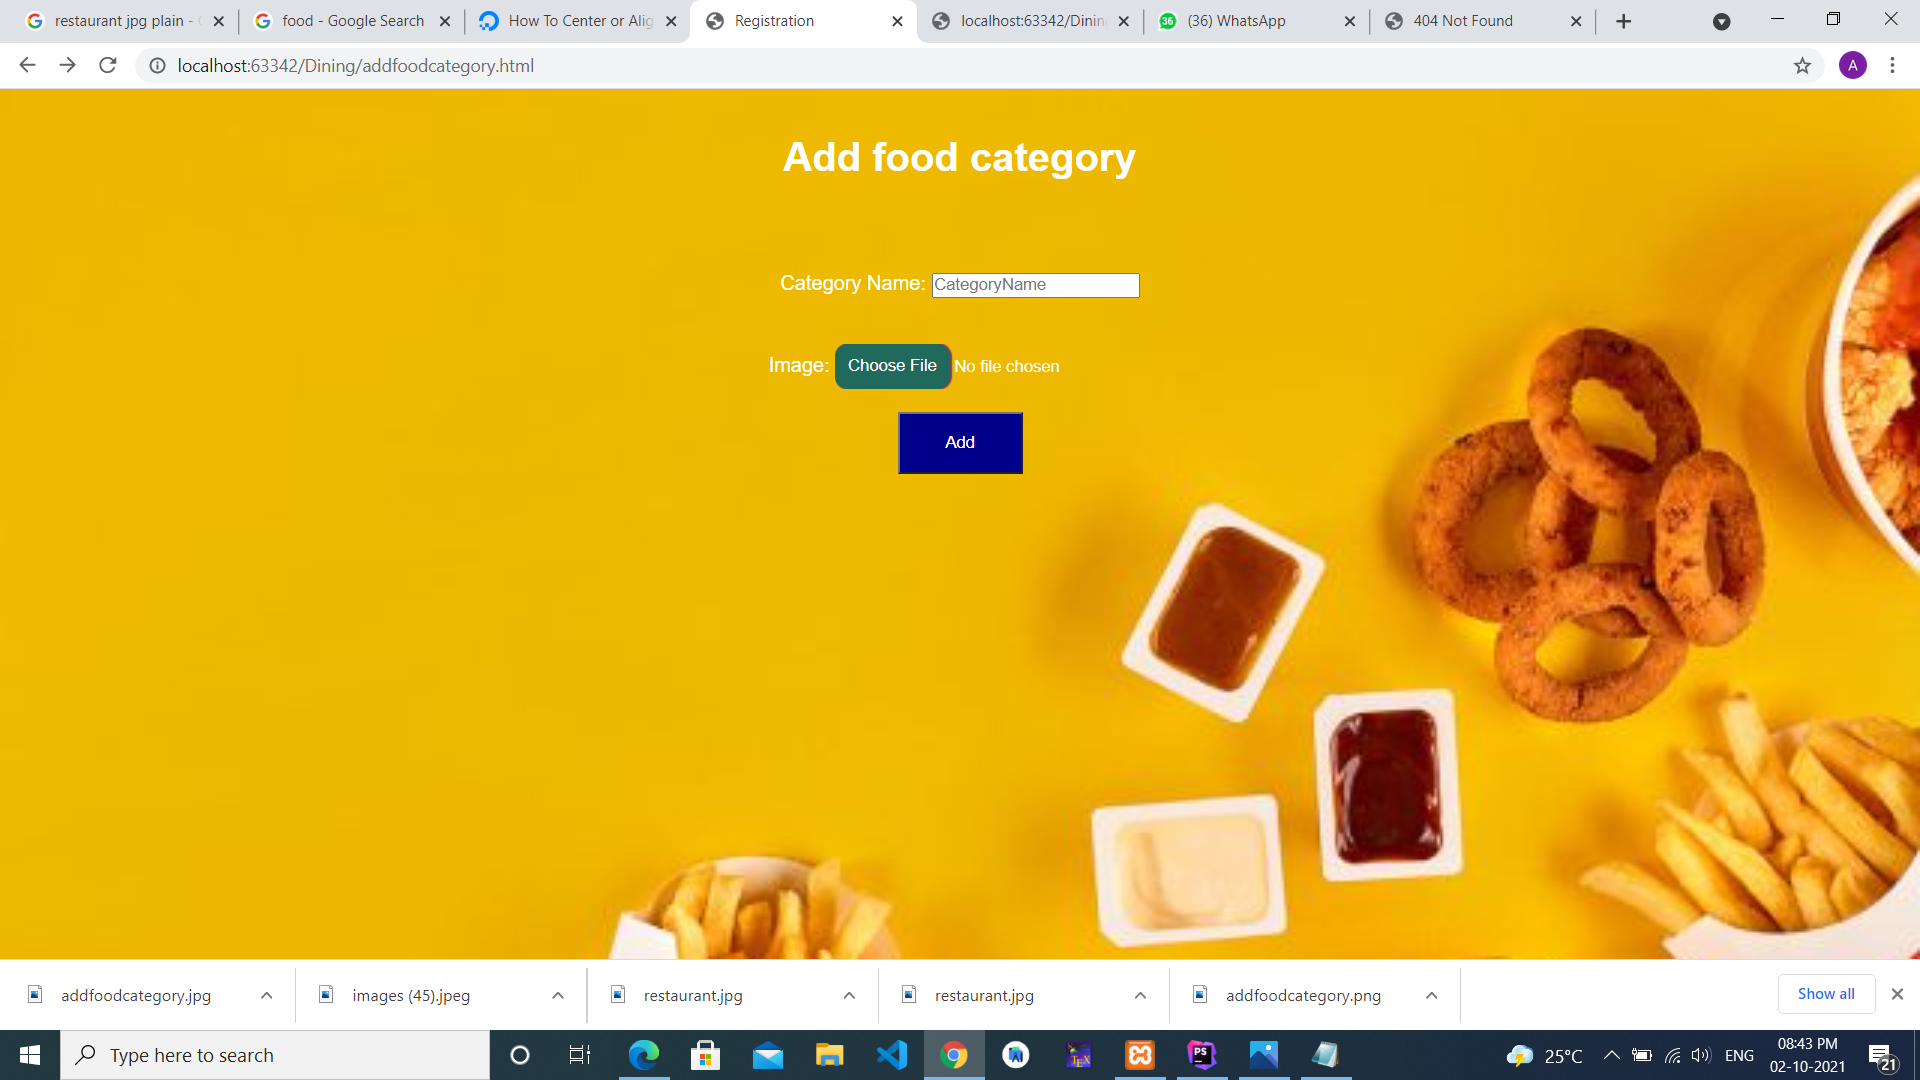 restaurant jpg plain -
food - Google Search
How To Center or Alig
Registration
localhost:63342/Dinin
36
(36) WhatsApp
404 Not Found
localhost:63342/Dining/addfoodcategory.html
A
Add food category
Category Name:
CategoryName
Image:
Choose File
No file chosen
Add
addfoodcategory.jpg
images (45).jpeg
restaurant.jpg
restaurant.jpg
addfoodcategory.png
Show all
Type here to search
TEX
PS
25°C
ENG
08:43 PM
02-10-2021
21